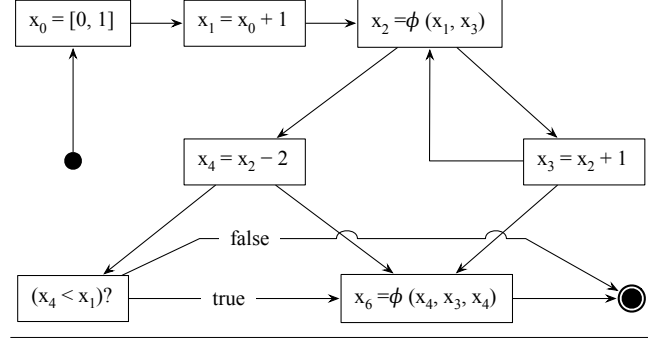 x₀ = [0, 1]
x₁ = x₀ + 1
x₂ =ϕ (x₁, x₃)
x₄ = x₂ − 2
x₃ = x₂ + 1
false
(x₄ < x₁)?
true
x₆ =ϕ (x₄, x₃, x₄)